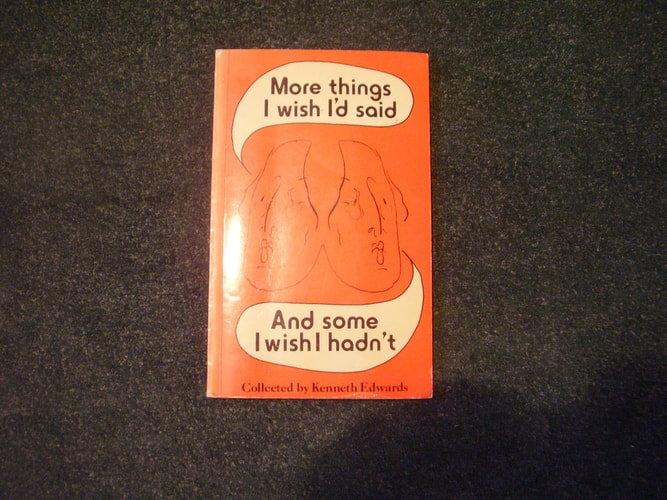 More things
I wish I'd said
And some
I wish I hadn't
Collected by Kenneth Edwards